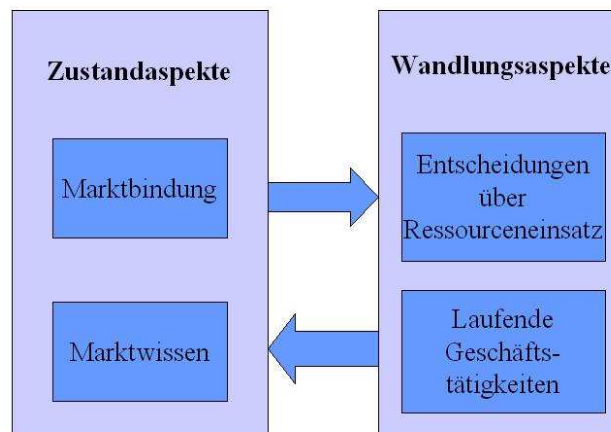 Zustandaspekte
Marktbindung
Marktwissen
Wandlungsaspekte
Entscheidungen
über
Ressourceneinsatz
Laufende
Geschäfts-
tätigkeiten